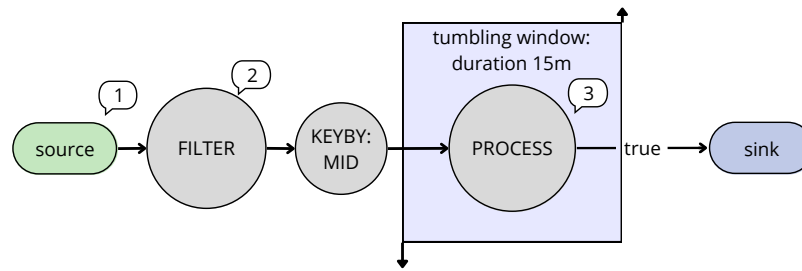 tumbling window:
duration 15m
1
2
3
source
FILTER
KEYBY:
MID
PROCESS
true
sink